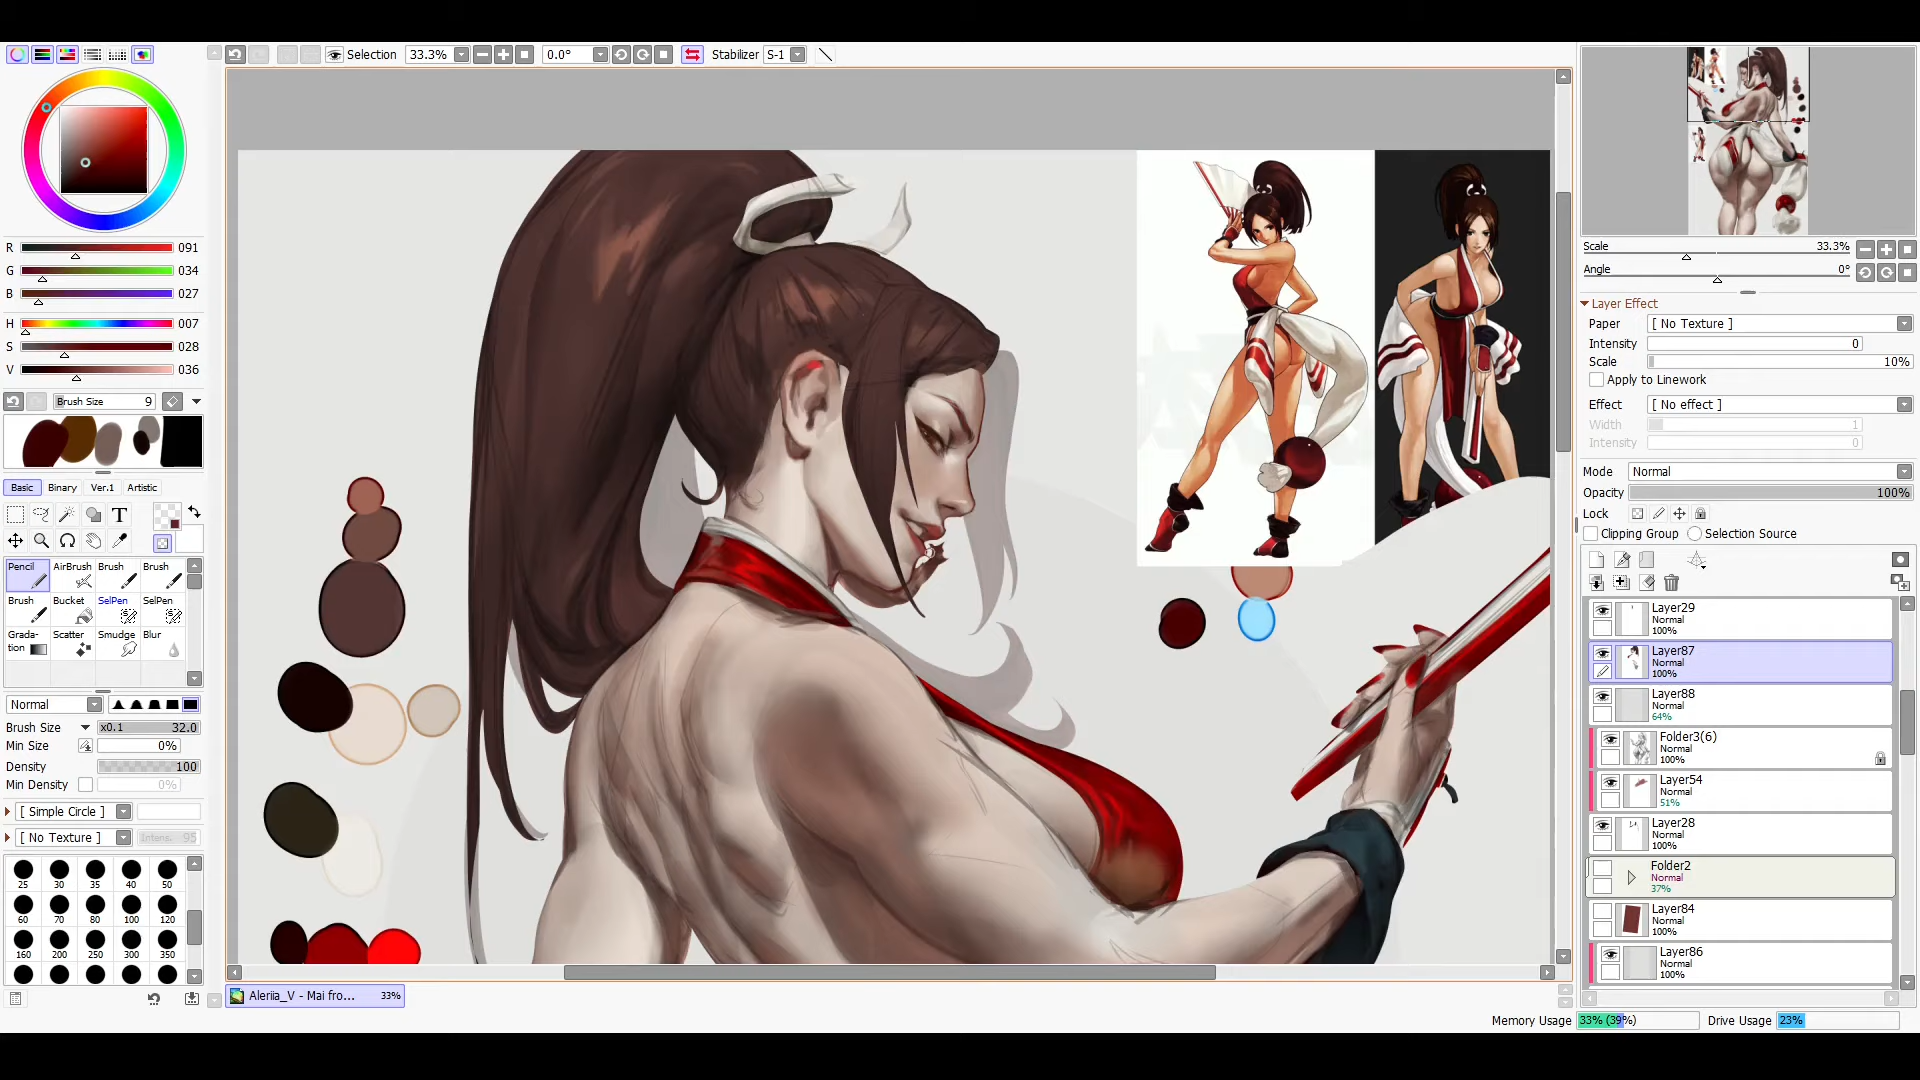 Selection 33.3% 0.0° Stabilizer S-1
R 091
G 034
B 027
H 007
S 028
V 036
Brush Size 9
Basic Binary Ver.1 Artistic
T
Pencil AirBrush Brush Brush
Brush Bucket SelPen SelPen
Grada-tion Scatter Smudge Blur
Normal
Brush Size x0.1 32.0
Min Size 0%
Density 100
Min Density 0%
[ Simple Circle ]
[ No Texture ] Intens. 95
25 30 35 40 50
60 70 80 100 120
160 200 250 300 350
Aleriia_V - Mai fro... 33%
Scale 33.3%
Angle 0°
Layer Effect
Paper [ No Texture ]
Intensity 0
Scale 10%
Apply to Linework
Effect [ No effect ]
Width 1
Intensity 0
Mode Normal
Opacity 100%
Lock
Clipping Group Selection Source
Layer29
Normal
100%
Layer87
Normal
100%
Layer88
Normal
64%
Folder3(6)
Normal
100%
Layer54
Normal
51%
Layer28
Normal
100%
Folder2
Normal
37%
Layer84
Normal
100%
Layer86
Normal
100%
Memory Usage 33% (39%) Drive Usage 23%